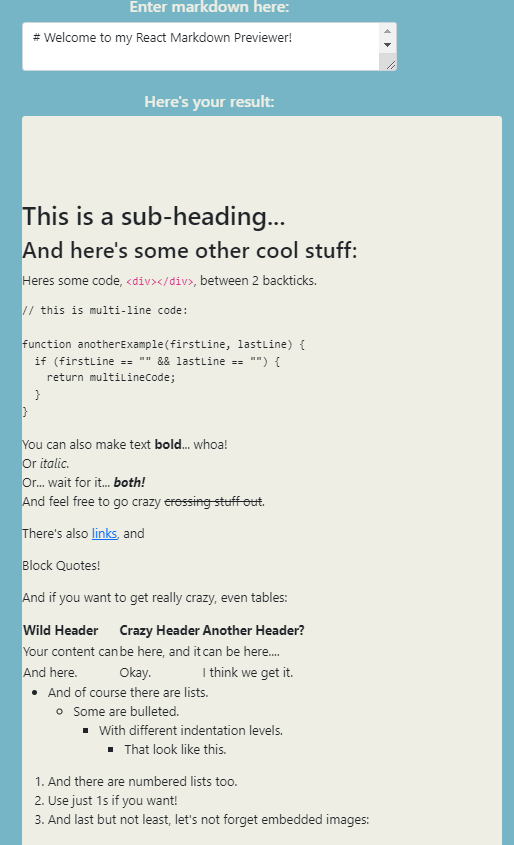 Enter markdown here:
# Welcome to my React Markdown Previewer!
Here's your result:
This is a sub-heading...
And here's some other cool stuff:
Heres some code, <div></div>, between 2 backticks.
// this is multi-line code:
function anotherExample(firstLine, lastLine) {
  if (firstLine == "" && lastLine == "") {
    return multiLineCode;
  }
}
You can also make text bold... whoa!
Or italic.
Or... wait for it... both!
And feel free to go crazy crossing stuff out.
There's also links, and
Block Quotes!
And if you want to get really crazy, even tables:
Wild Header Crazy Header Another Header?
Your content can be here, and it can be here....
And here. Okay. I think we get it.
And of course there are lists.
Some are bulleted.
With different indentation levels.
That look like this.
1. And there are numbered lists too.
2. Use just 1s if you want!
3. And last but not least, let's not forget embedded images: